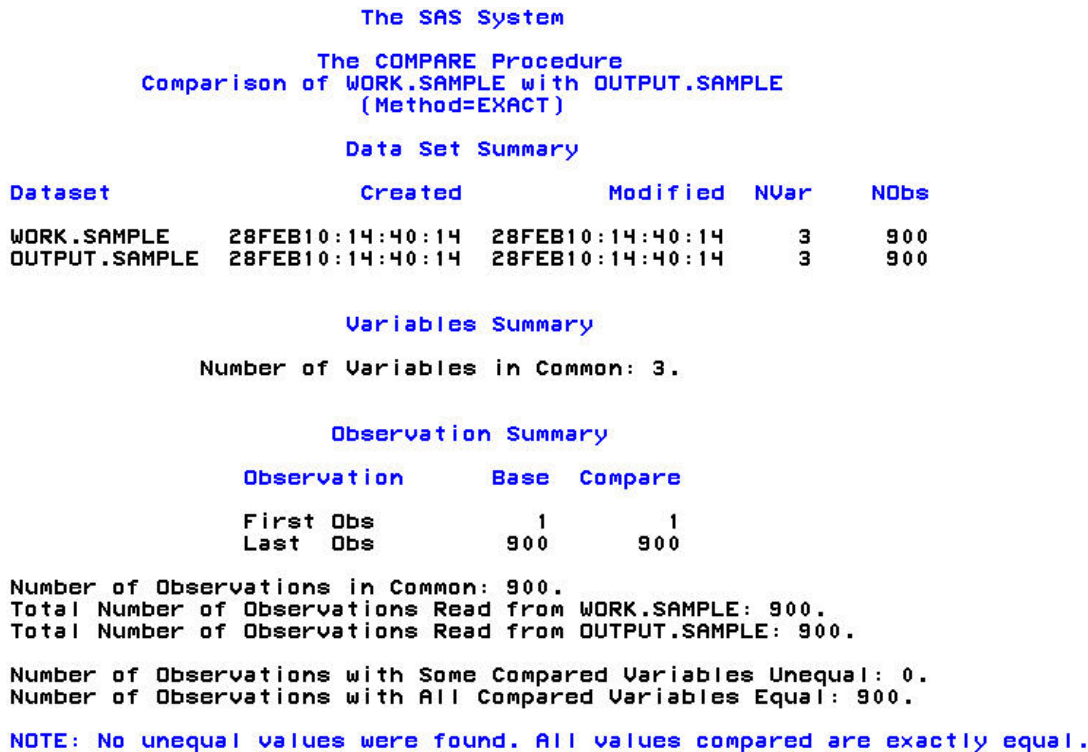 The SAS System
The COMPARE Procedure
Comparison of WORK.SAMPLE with OUTPUT.SAMPLE
(Method=EXACT)
Data Set Summary
Dataset Created Modified NVar NObs
WORK.SAMPLE 28FEB10:14:40:14 28FEB10:14:40:14 3 900
OUTPUT.SAMPLE 28FEB10:14:40:14 28FEB10:14:40:14 3 900
Variables Summary
Number of Variables in Common: 3.
Observation Summary
Observation Base Compare
First Obs 1 1
Last Obs 900 900
Number of Observations in Common: 900.
Total Number of Observations Read from WORK.SAMPLE: 900.
Total Number of Observations Read from OUTPUT.SAMPLE: 900.
Number of Observations with Some Compared Variables Unequal: 0.
Number of Observations with All Compared Variables Equal: 900.
NOTE: No unequal values were found. All values compared are exactly equal.